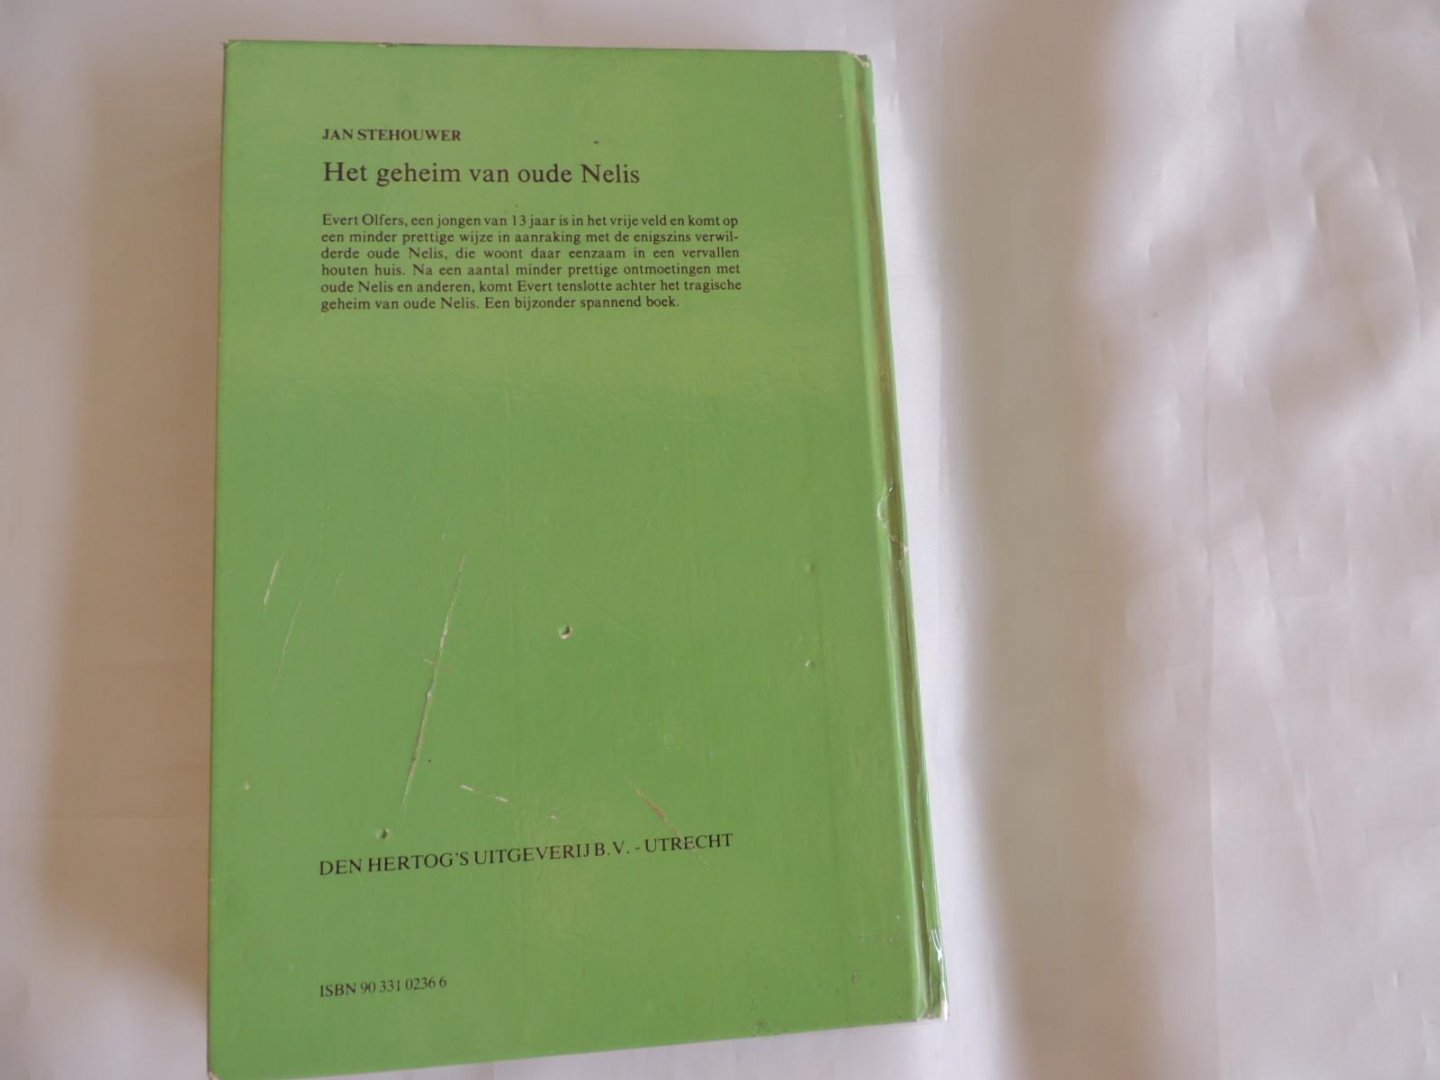 JAN STEHOUWER
Het geheim van oude Nelis
Evert Olfers, een jongen van 13 jaar is in het vrije veld en komt op
een minder prettige wijze in aanraking met de enigszins verwil-
derde oude Nelis, die woont daar eenzaam in een vervallen
houten huis. Na een aantal minder prettige ontmoetingen met
oude Nelis en anderen, komt Evert tenslotte achter het tragische
geheim van oude Nelis. Een bijzonder spannend boek.
DEN HERTOG'S UITGEVERIJ B.V. - UTRECHT
ISBN 90 331 0236 6